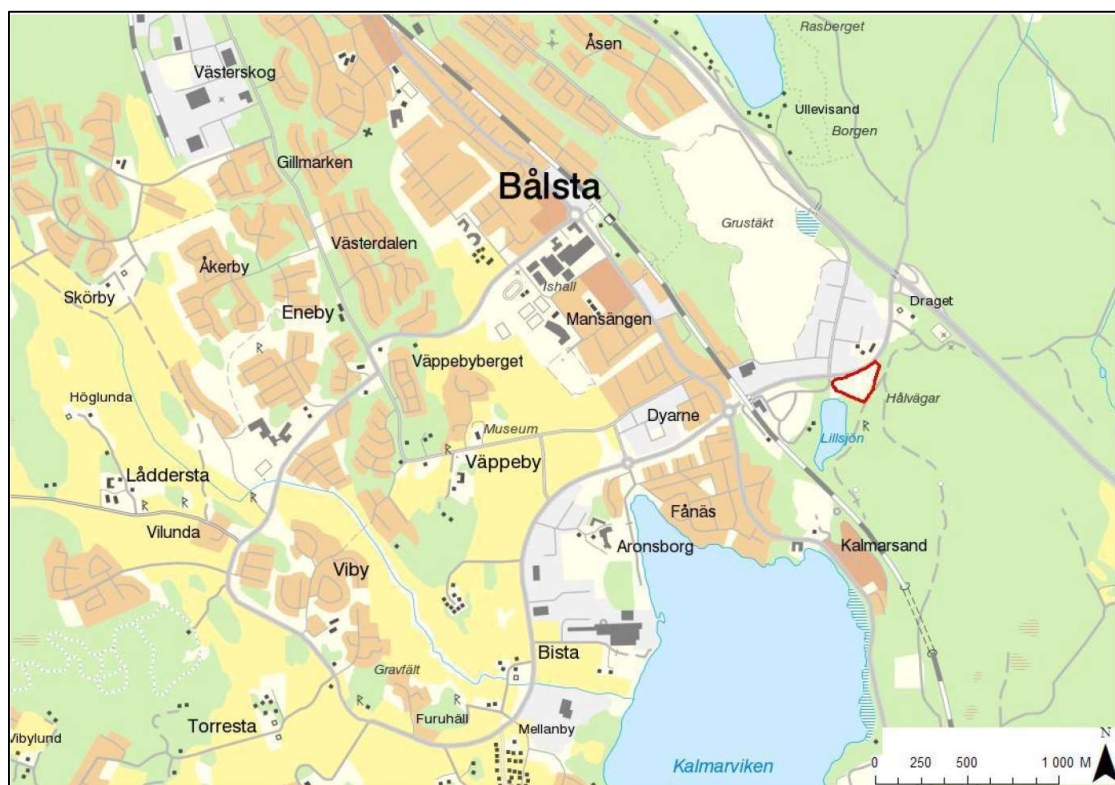 Rasberget
Åsen
Västerskog
Ullevisand
Borgen
Gillmarken
Bålsta
Grustäkt
Västerdalen
Åkerby
Skörby
Ishall
Draget
Eneby
Mansängen
Väppebyberget
Höglunda
Hålvägar
Museum
Dyarne
Lillsjön
Väppeby
Låddersta
Fånäs
Vilunda
Aronsborg
Kalmarsand
Viby
Bista
Gravfält
Furuhäll
Torresta
Mellanby
Vibylund
Kalmarviken
N
0 250 500 1 000 M